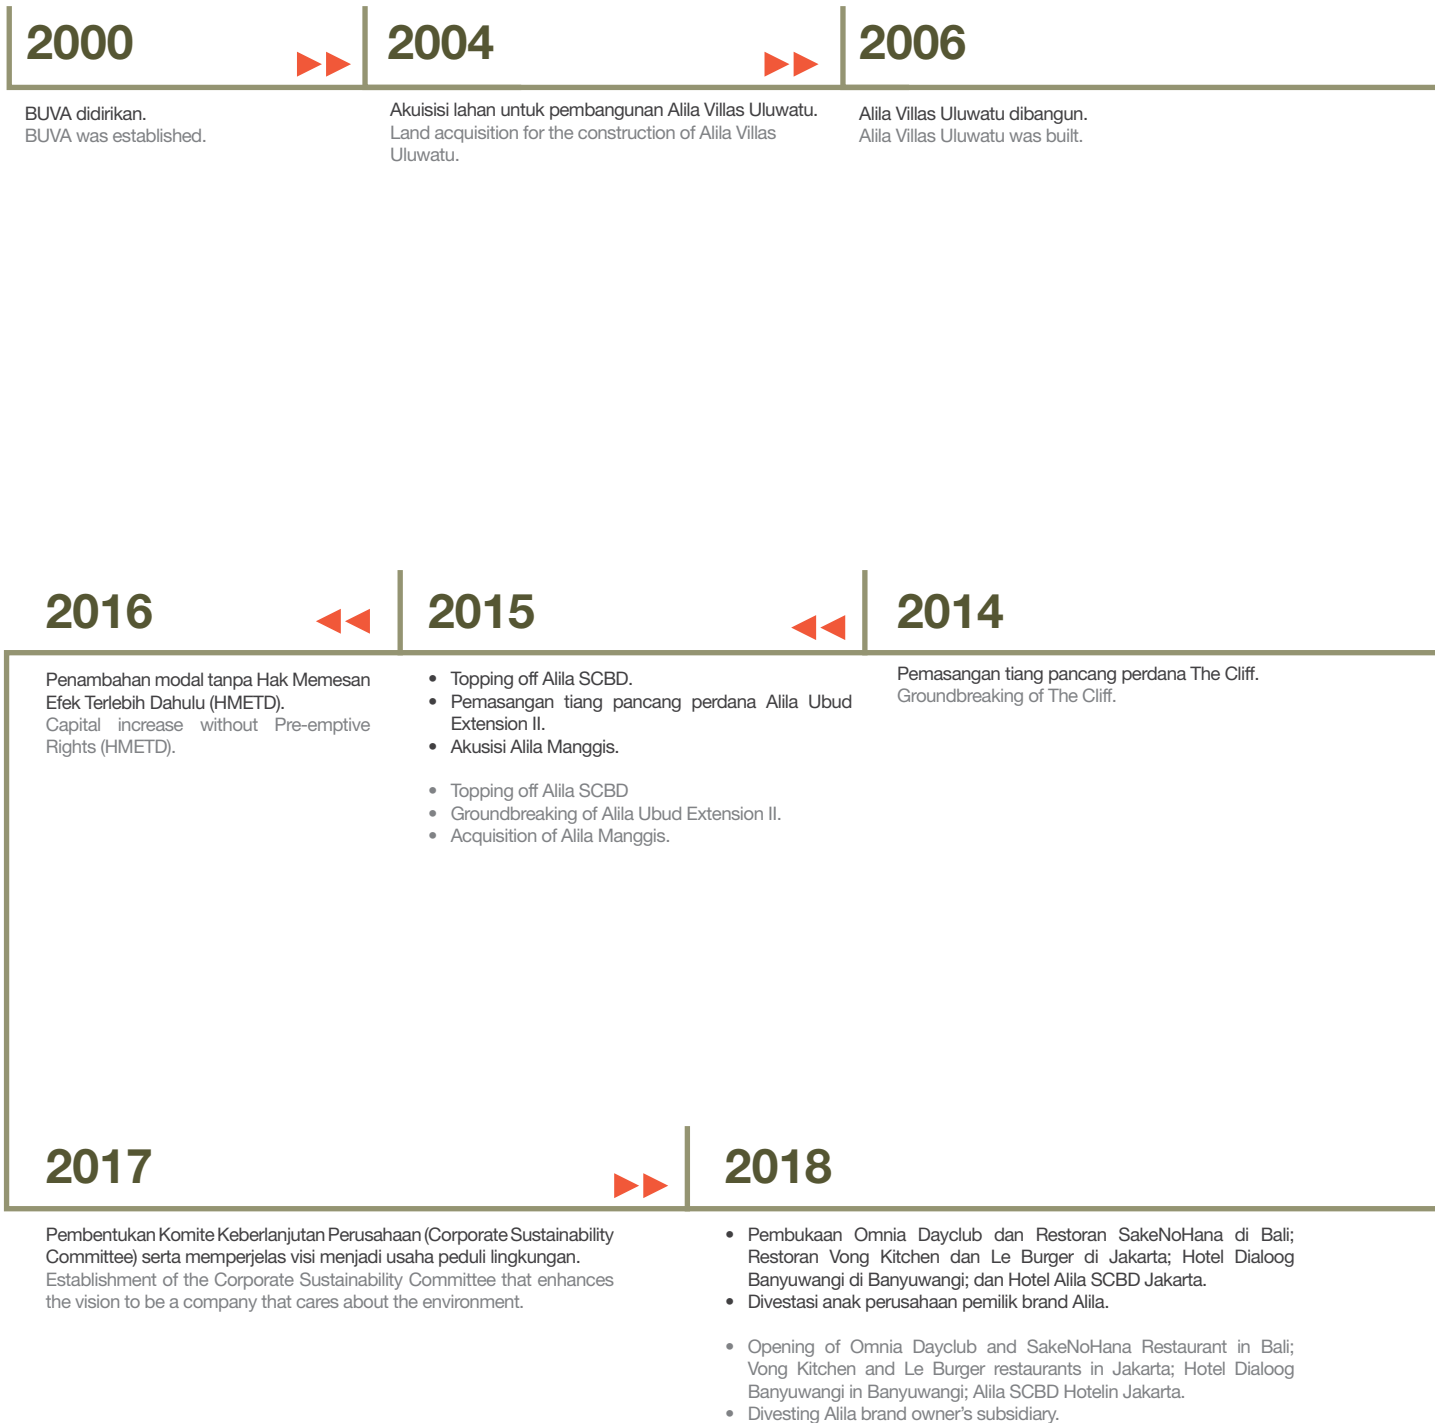 2000
BUVA didirikan.
BUVA was established.
2004
Akuisisi lahan untuk pembangunan Alila Villas Uluwatu.
Land acquisition for the construction of Alila Villas
Uluwatu.
2006
Alila Villas Uluwatu dibangun.
Alila Villas Uluwatu was built.
2016
Penambahan modal tanpa Hak Memesan
Efek Terlebih Dahulu (HMETD).
Capital increase without Pre-emptive
Rights (HMETD).
2015
• Topping off Alila SCBD.
• Pemasangan tiang pancang perdana Alila Ubud
Extension II.
• Akusisi Alila Manggis.
• Topping off Alila SCBD
• Groundbreaking of Alila Ubud Extension II.
• Acquisition of Alila Manggis.
2014
Pemasangan tiang pancang perdana The Cliff.
Groundbreaking of The Cliff.
2017
Pembentukan Komite Keberlanjutan Perusahaan (Corporate Sustainability
Committee) serta memperjelas visi menjadi usaha peduli lingkungan.
Establishment of the Corporate Sustainability Committee that enhances
the vision to be a company that cares about the environment.
2018
• Pembukaan Omnia Dayclub dan Restoran SakeNoHana di Bali;
Restoran Vong Kitchen dan Le Burger di Jakarta; Hotel Dialoog
Banyuwangi di Banyuwangi; dan Hotel Alila SCBD Jakarta.
• Divestasi anak perusahaan pemilik brand Alila.
• Opening of Omnia Dayclub and SakeNoHana Restaurant in Bali;
Vong Kitchen and Le Burger restaurants in Jakarta; Hotel Dialoog
Banyuwangi in Banyuwangi; Alila SCBD Hotelin Jakarta.
• Divesting Alila brand owner's subsidiary.